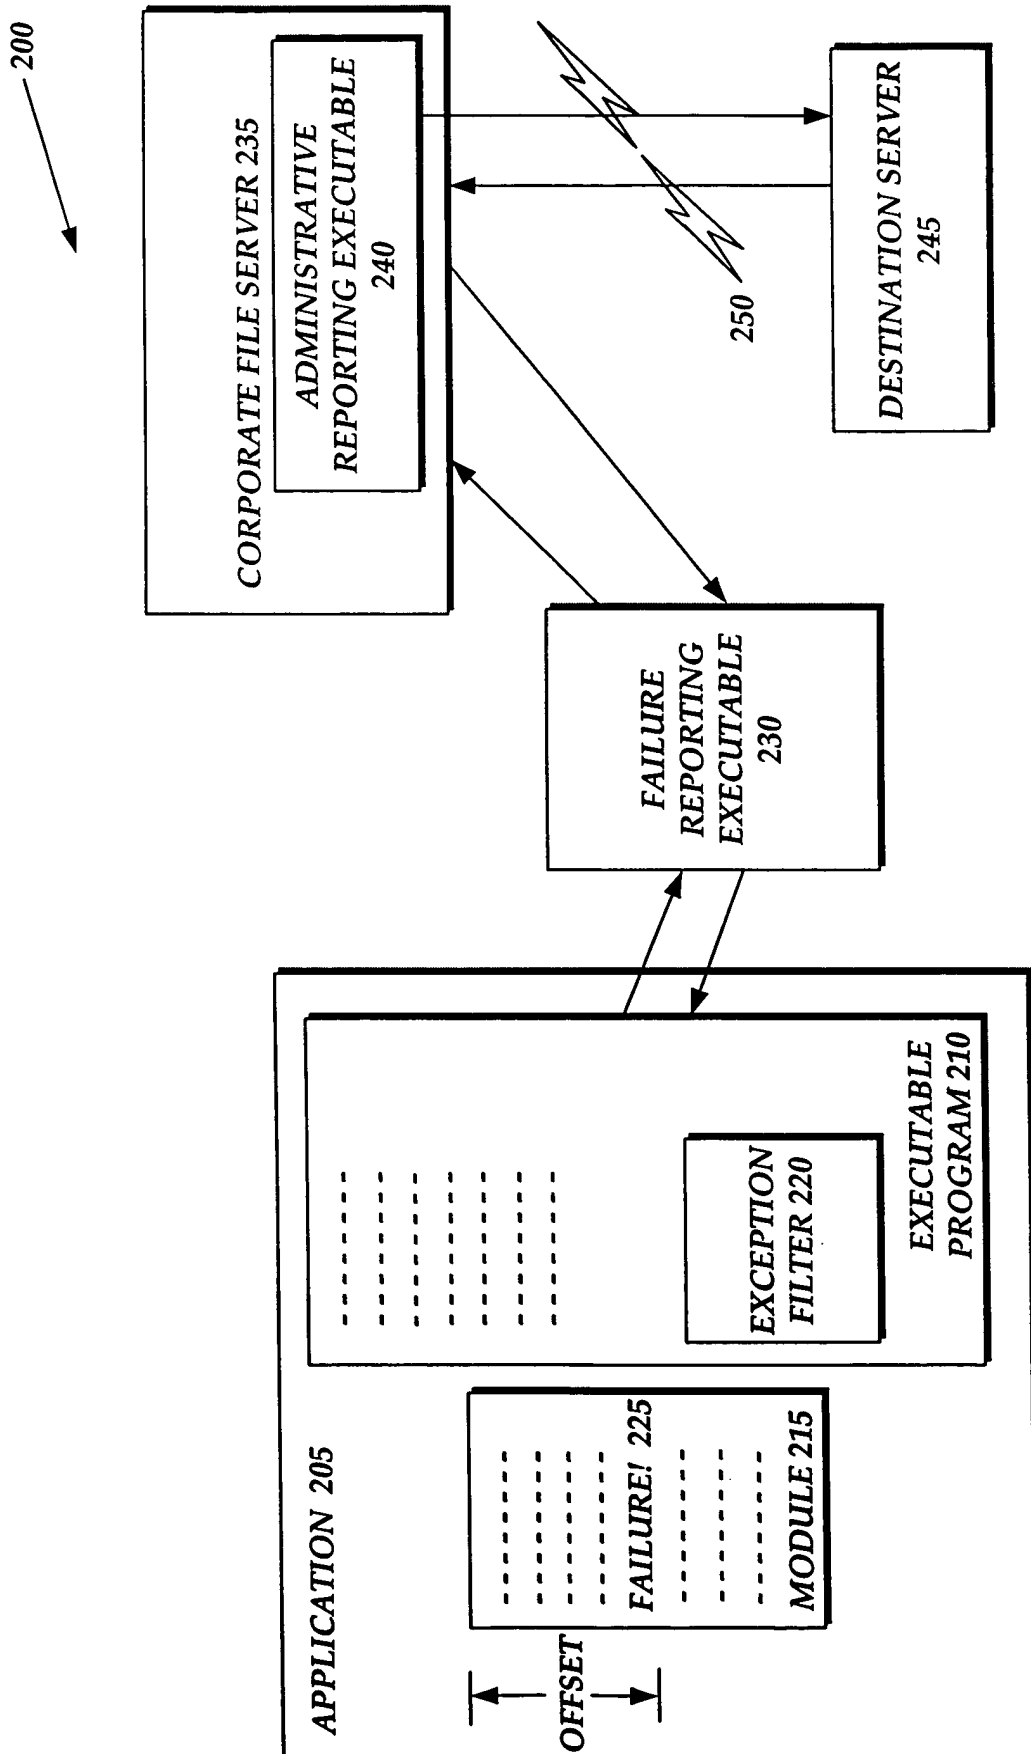 200
APPLICATION 205
OFFSET
FAILURE! 225
MODULE 215
EXCEPTION
FILTER 220
EXECUTABLE
PROGRAM 210
FAILURE
REPORTING
EXECUTABLE
230
CORPORATE FILE SERVER 235
ADMINISTRATIVE
REPORTING EXECUTABLE
240
250
DESTINATION SERVER
245